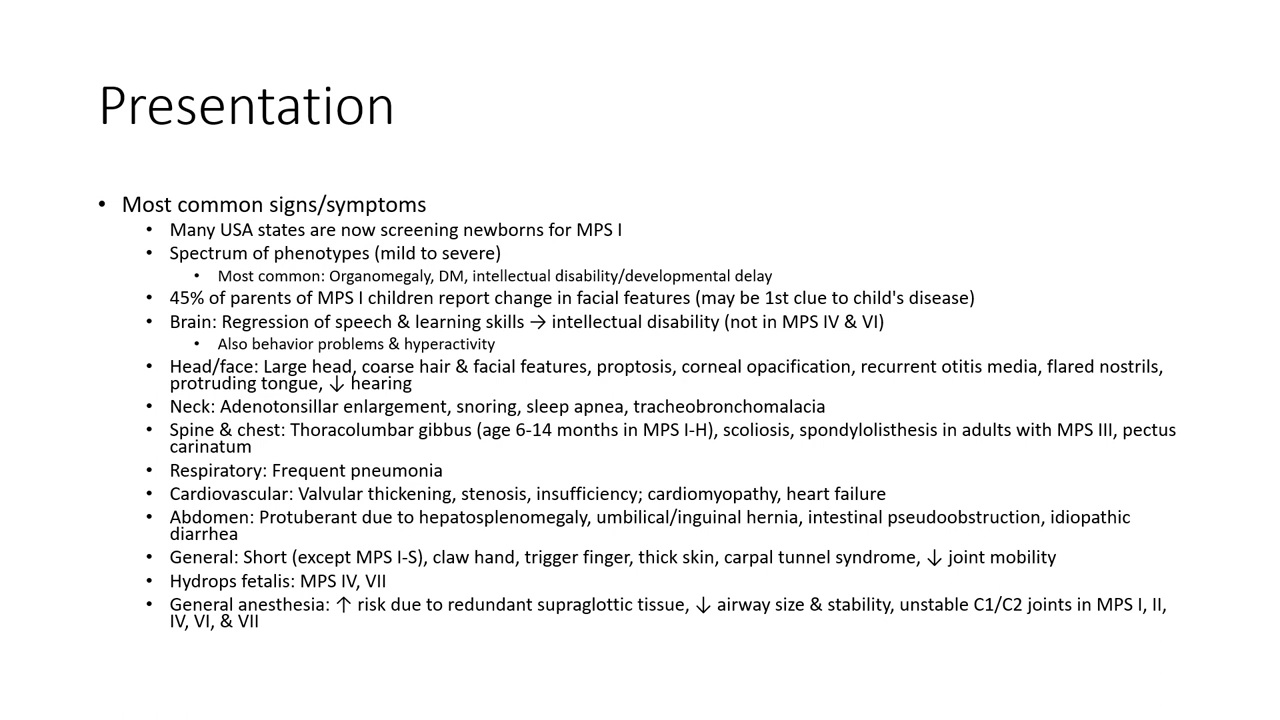 Presentation
• Most common signs/symptoms
• Many USA states are now screening newborns for MPS I
• Spectrum of phenotypes (mild to severe)
• Most common: Organomegaly, DM, intellectual disability/developmental delay
• 45% of parents of MPS I children report change in facial features (may be 1st clue to child's disease)
• Brain: Regression of speech & learning skills → intellectual disability (not in MPS IV & VI)
• Also behavior problems & hyperactivity
• Head/face: Large head, coarse hair & facial features, proptosis, corneal opacification, recurrent otitis media, flared nostrils,
protruding tongue, ↓ hearing
• Neck: Adenotonsillar enlargement, snoring, sleep apnea, tracheobronchomalacia
• Spine & chest: Thoracolumbar gibbus (age 6-14 months in MPS I-H), scoliosis, spondylolisthesis in adults with MPS III, pectus
carinatum
• Respiratory: Frequent pneumonia
• Cardiovascular: Valvular thickening, stenosis, insufficiency; cardiomyopathy, heart failure
• Abdomen: Protuberant due to hepatosplenomegaly, umbilical/inguinal hernia, intestinal pseudoobstruction, idiopathic
diarrhea
• General: Short (except MPS I-S), claw hand, trigger finger, thick skin, carpal tunnel syndrome, ↓ joint mobility
• Hydrops fetalis: MPS IV, VII
• General anesthesia: ↑ risk due to redundant supraglottic tissue, ↓ airway size & stability, unstable C1/C2 joints in MPS I, II,
IV, VI, & VII